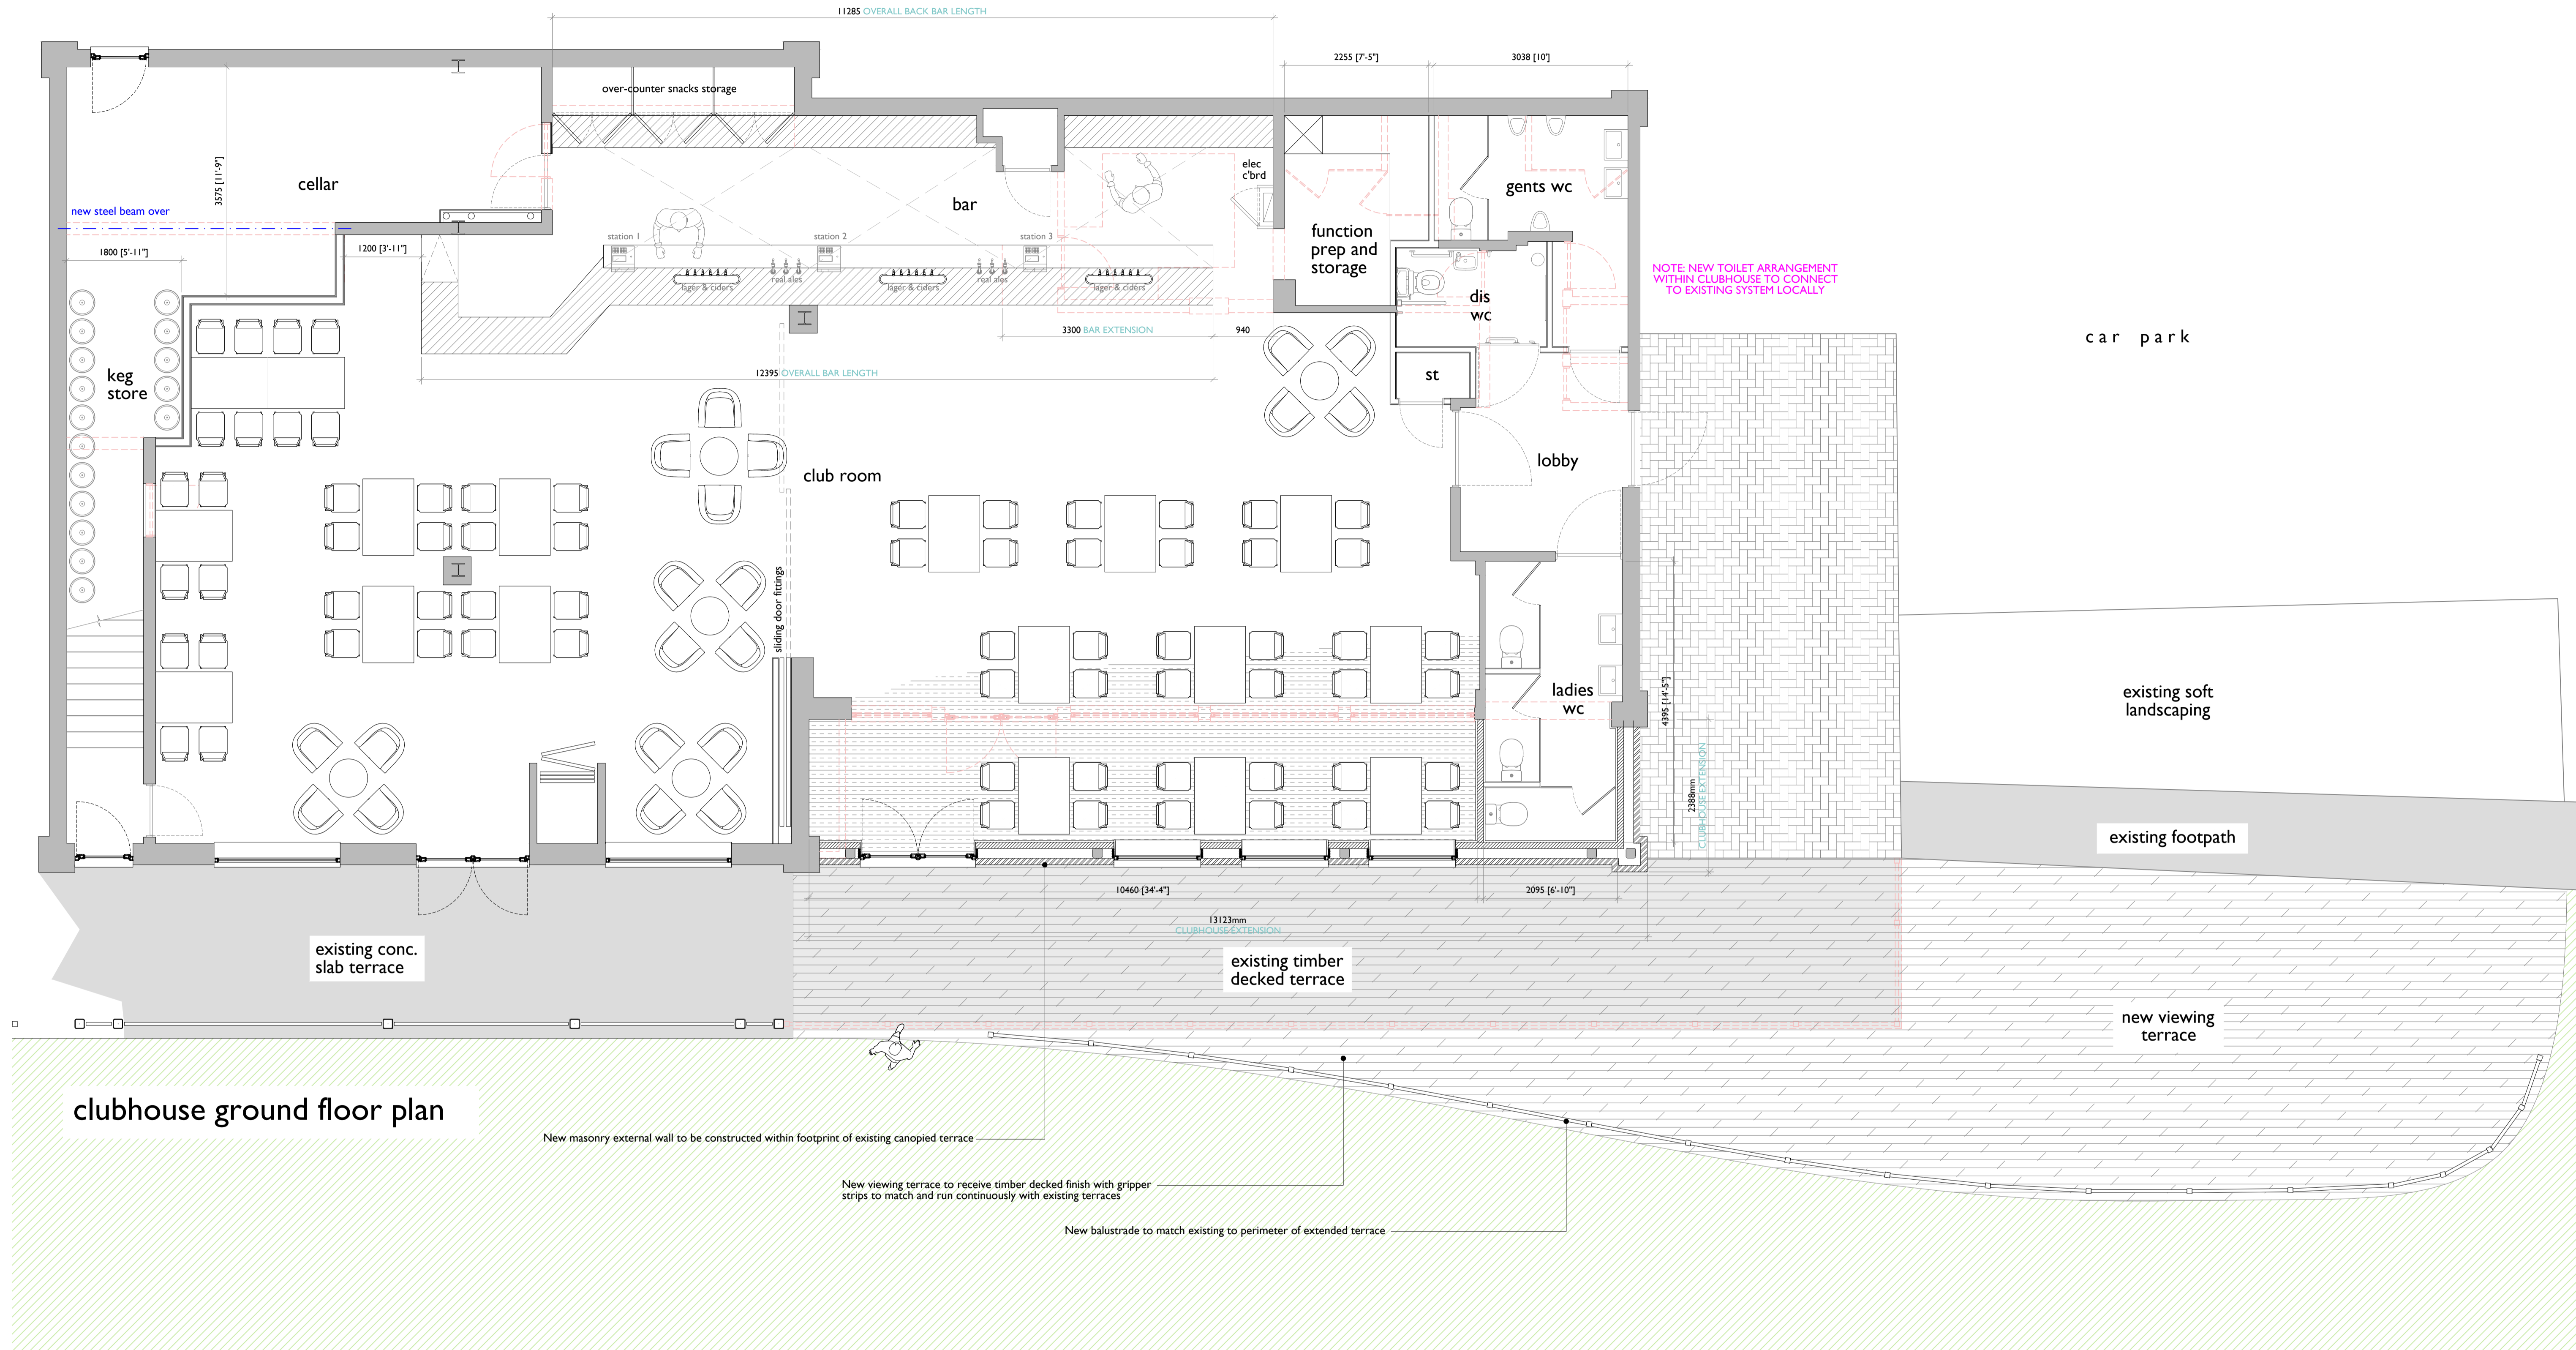 11285 OVERALL BACK BAR LENGTH
2255 [7'-5"]
3038 [10']
over-counter snacks storage
cellar
3575 [11'-9"]
new steel beam over
1800 [5'-11"]
1200 [3'-11"]
bar
elec
c'brd
station 1
station 2
station 3
lager & ciders
real ales
lager & ciders
real ales
lager & ciders
function
prep and
storage
gents wc
dis
wc
st
NOTE: NEW TOILET ARRANGEMENT
WITHIN CLUBHOUSE TO CONNECT
TO EXISTING SYSTEM LOCALLY
car park
3300 BAR EXTENSION
940
12395 OVERALL BAR LENGTH
keg
store
club room
lobby
sliding door fittings
ladies
wc
4395 [14'-5"]
2388mm
CLUBHOUSE EXTENSION
existing soft
landscaping
existing footpath
10460 [34'-4"]
2095 [6'-10"]
13123mm
CLUBHOUSE EXTENSION
existing conc.
slab terrace
existing timber
decked terrace
new viewing
terrace
clubhouse ground floor plan
New masonry external wall to be constructed within footprint of existing canopied terrace
New viewing terrace to receive timber decked finish with gripper
strips to match and run continuously with existing terraces
New balustrade to match existing to perimeter of extended terrace